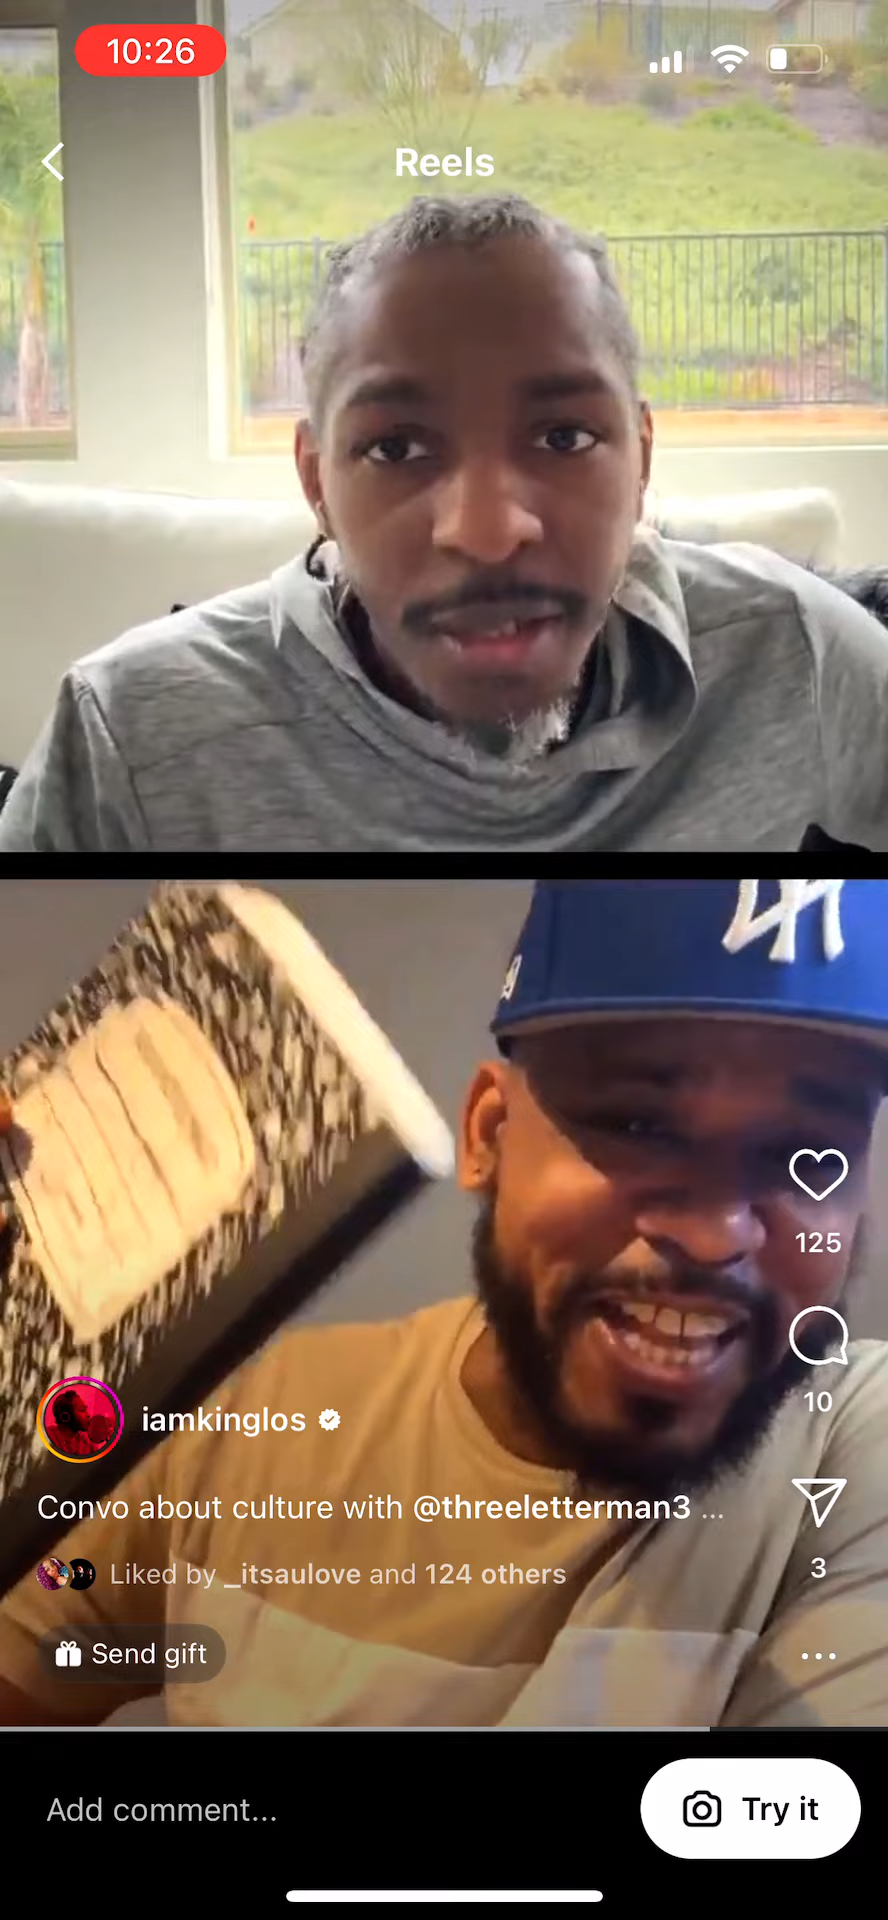 10:26
Reels
LA
125
10
iamkinglos
Convo about culture with @threeletterman3 ...
3
Liked by _itsaulove and 124 others
Send gift
Add comment...
Try it